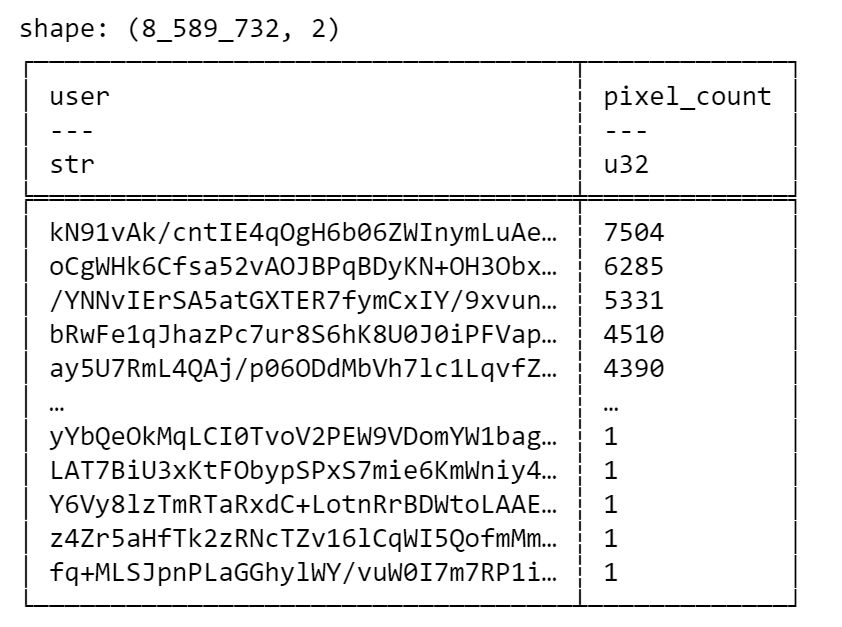 shape: (8_589_732, 2)
user pixel_count
--- ---
str u32
kN91vAk/cntIE4qOgH6b06ZWInymLuAe… 7504
oCgWHk6Cfsa52vAOJBPqBDyKN+OH3Obx… 6285
/YNNvIErSA5atGXTER7fymCxIY/9xvun… 5331
bRwFe1qJhazPc7ur8S6hK8U0J0iPFVap… 4510
ay5U7RmL4QAj/p06ODdMbVh7lc1LqvfZ… 4390
… …
yYbQeOkMqLCI0TvoV2PEW9VDomYW1bag… 1
LAT7BiU3xKtFObypSPxS7mie6KmWniy4… 1
Y6Vy8lzTmRTaRxdC+LotnRrBDWtoLAAE… 1
z4Zr5aHfTk2zRNcTZv16lCqWI5QofmMm… 1
fq+MLSJpnPLaGGhylWY/vuW0I7m7RP1i… 1